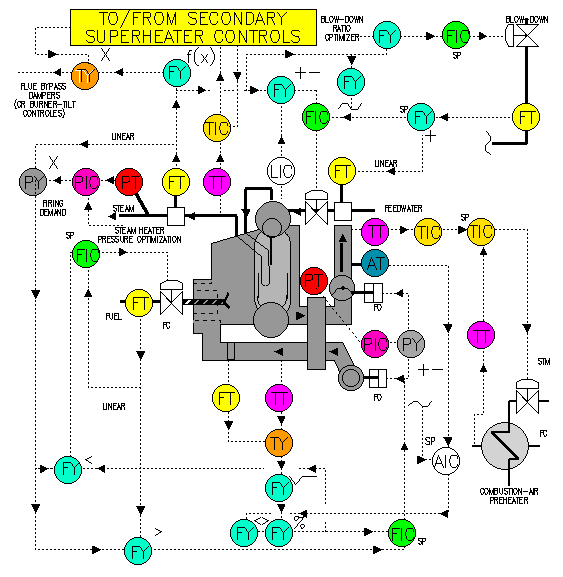 TO/FROM SECONDARY
SUPERHEATER CONTROLS
BLOW-DOWN
RATIO
OPTIMIZER
BLOW-DOWN
FY
FIC
SP
X
f(x)
TY
FY
+-
FY
FY
FLUE BYPASS
DAMPERS
(OR BURNER-TILT
CONTROLES)
SP
FIC
FY
FT
TIC
+
LINEAR
X
LIC
FT
LINEAR
PY
PIC
PT
FT
TT
FIRING
DEMAND
STEAM
FEEDWATER
STEAM HEATER
PRESSURE OPTIMIZATION
SP
FIC
TT
TIC
SP
TIC
AT
PT
FT
FUEL
FC
FO
TT
PIC
PY
+-
STM
FO
FC
LINEAR
FT
TT
TY
SP
AIC
FY
<
FY
COMBUSTION-AIR
PREHEATER
FY
<>
FY
%
FIC
SP
FY
>